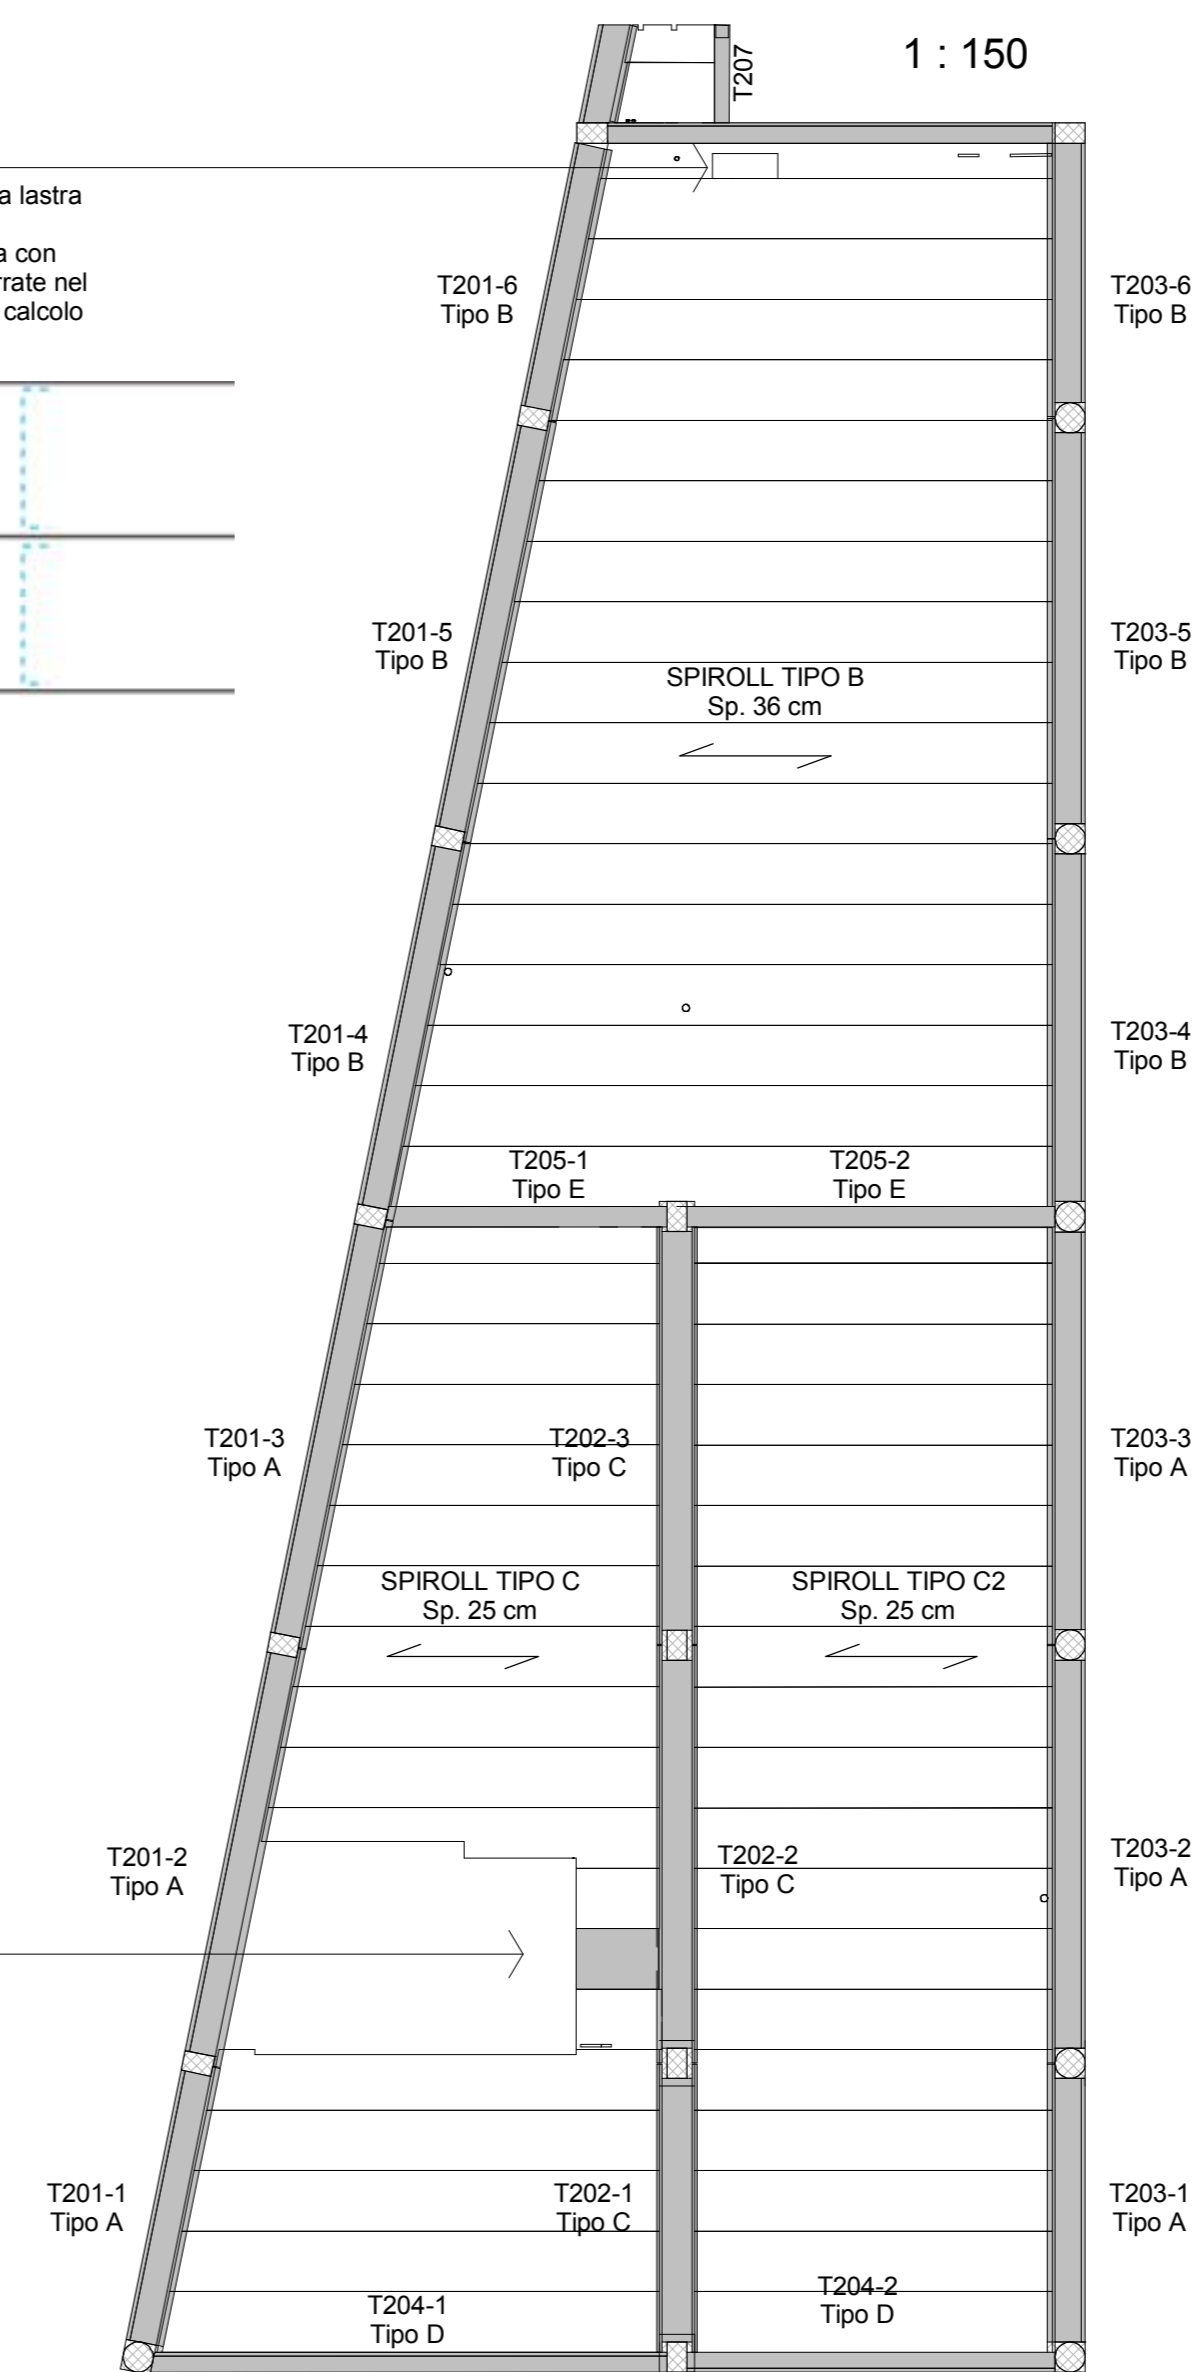 1 : 150
T207
a lastra
a con
rrate nel
calcolo
T201-6
Tipo B
T203-6
Tipo B
T201-5
Tipo B
T203-5
Tipo B
SPIROLL TIPO B
Sp. 36 cm
T201-4
Tipo B
T203-4
Tipo B
T205-1
Tipo E
T205-2
Tipo E
T201-3
Tipo A
T202-3
Tipo C
T203-3
Tipo A
SPIROLL TIPO C
Sp. 25 cm
SPIROLL TIPO C2
Sp. 25 cm
T201-2
Tipo A
T202-2
Tipo C
T203-2
Tipo A
T201-1
Tipo A
T202-1
Tipo C
T203-1
Tipo A
T204-1
Tipo D
T204-2
Tipo D